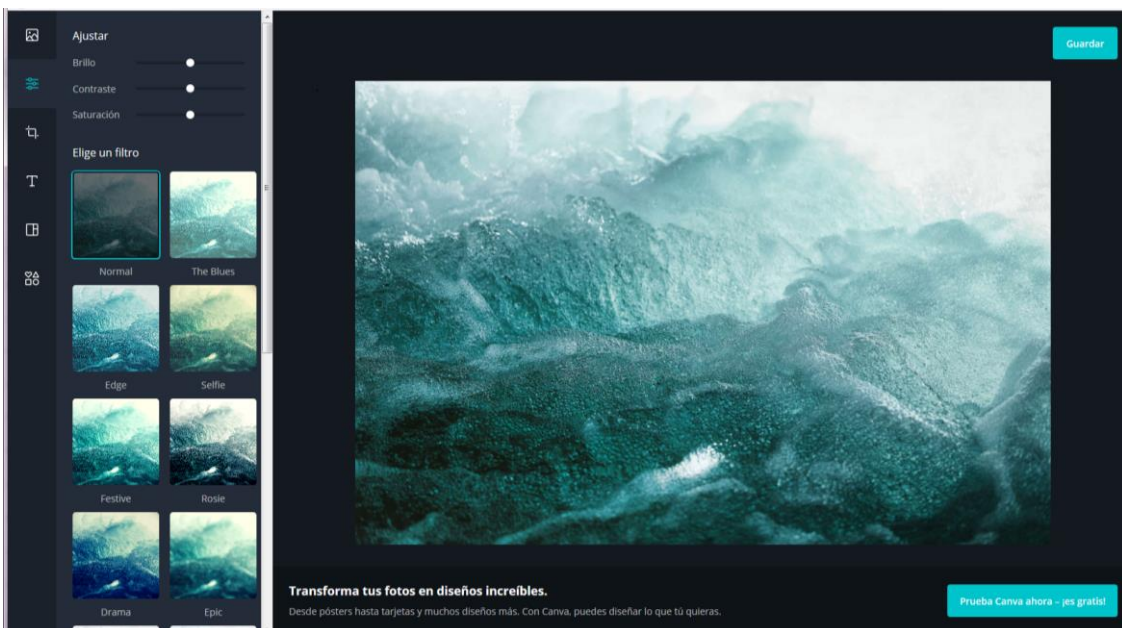 Ajustar
Brillo
Contraste
Saturación
Elige un filtro
Normal
The Blues
Edge
Selfie
Festive
Rosie
Drama
Epic
Guardar
Transforma tus fotos en diseños increíbles.
Desde pósters hasta tarjetas y muchos diseños más. Con Canva, puedes diseñar lo que tú quieras.
Prueba Canva ahora – ¡es gratis!